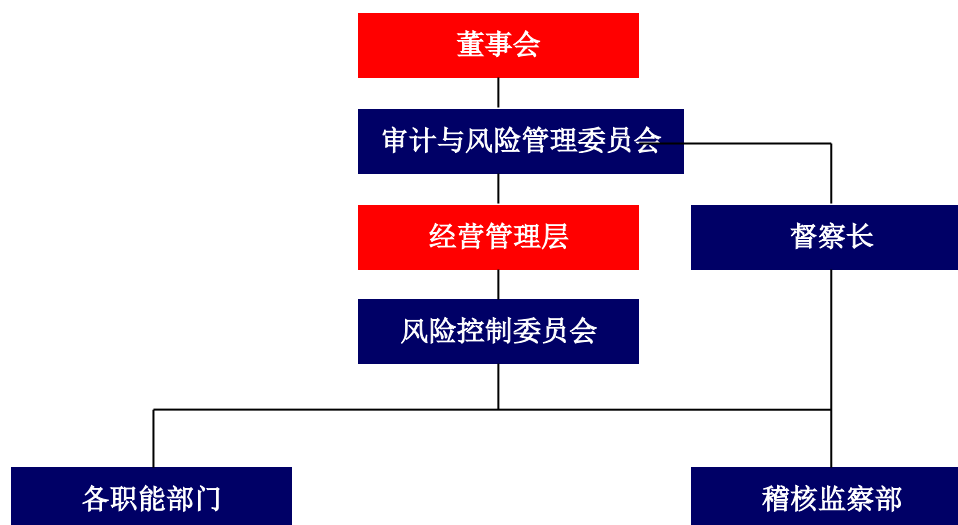 董事会
审计与风险管理委员会
经营管理层
督察长
风险控制委员会
各职能部门
稽核监察部